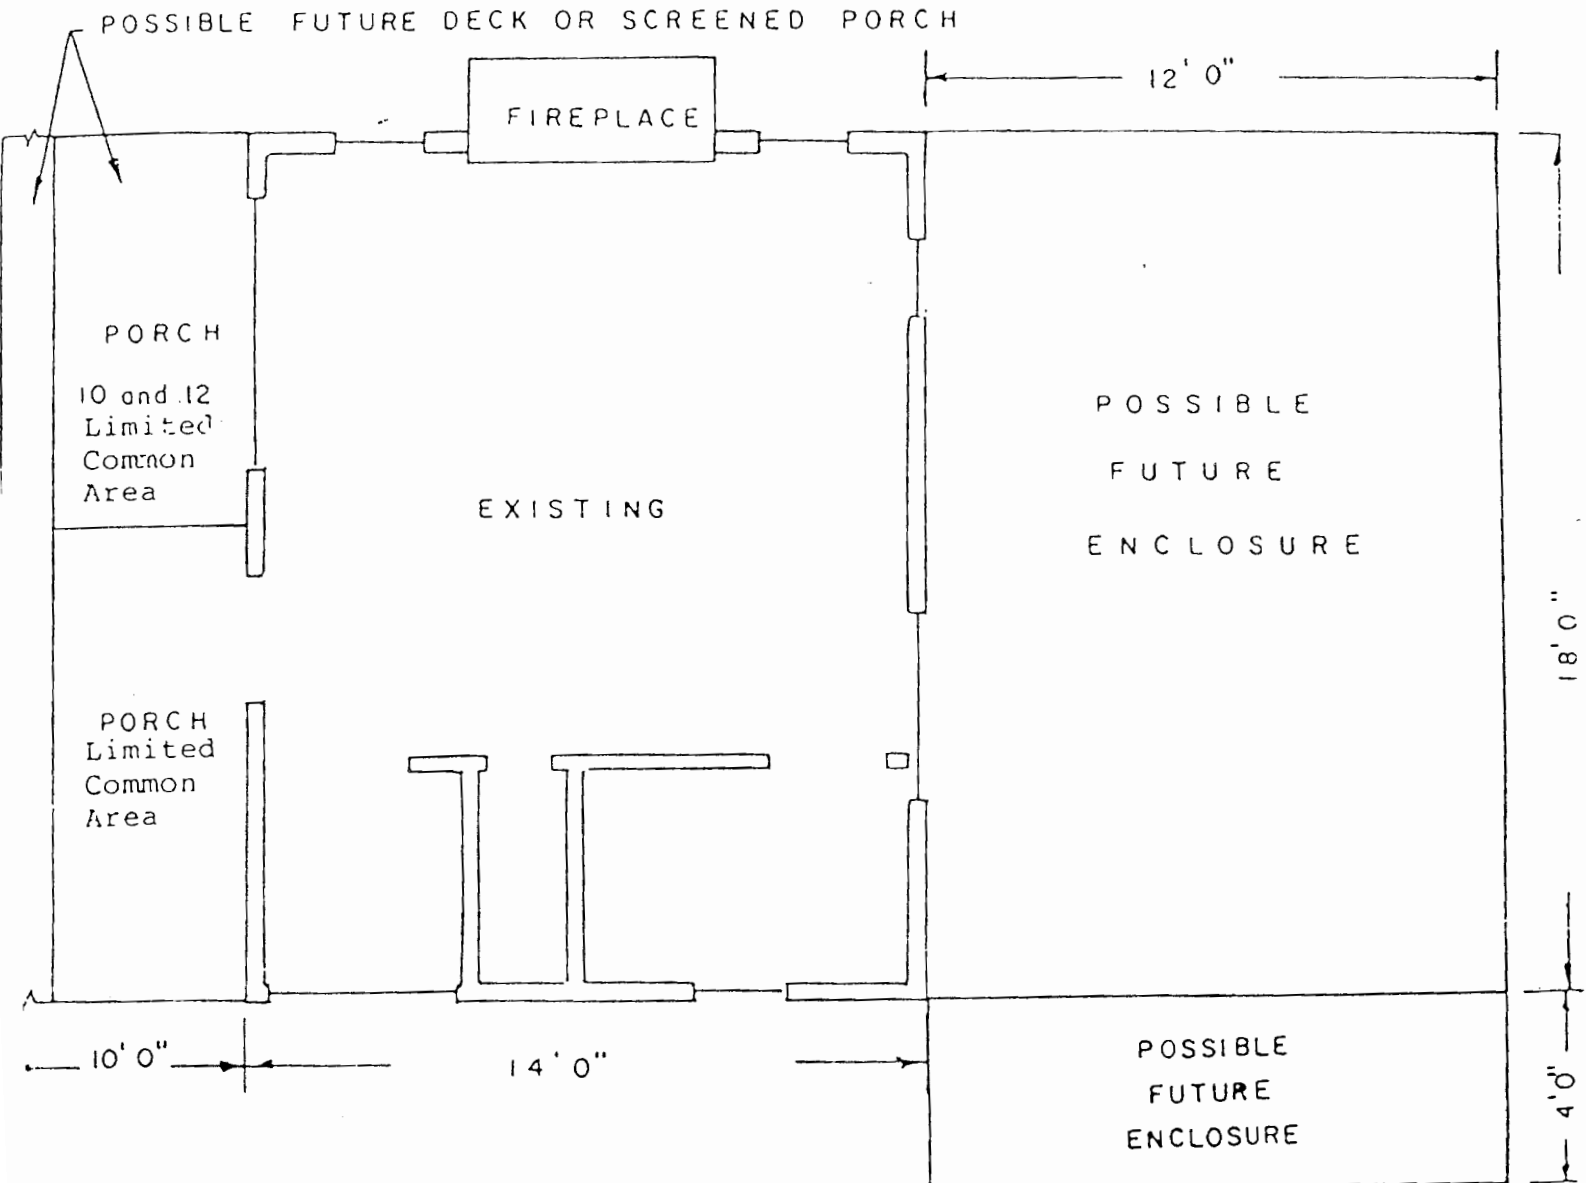 POSSIBLE FUTURE DECK OR SCREENED PORCH
12' 0"
FIREPLACE
PORCH
10 and 12
Limited
Common
Area
EXISTING
POSSIBLE
FUTURE
ENCLOSURE
18' 0"
PORCH
Limited
Common
Area
10' 0"
14' 0"
POSSIBLE
FUTURE
ENCLOSURE
4' 0"